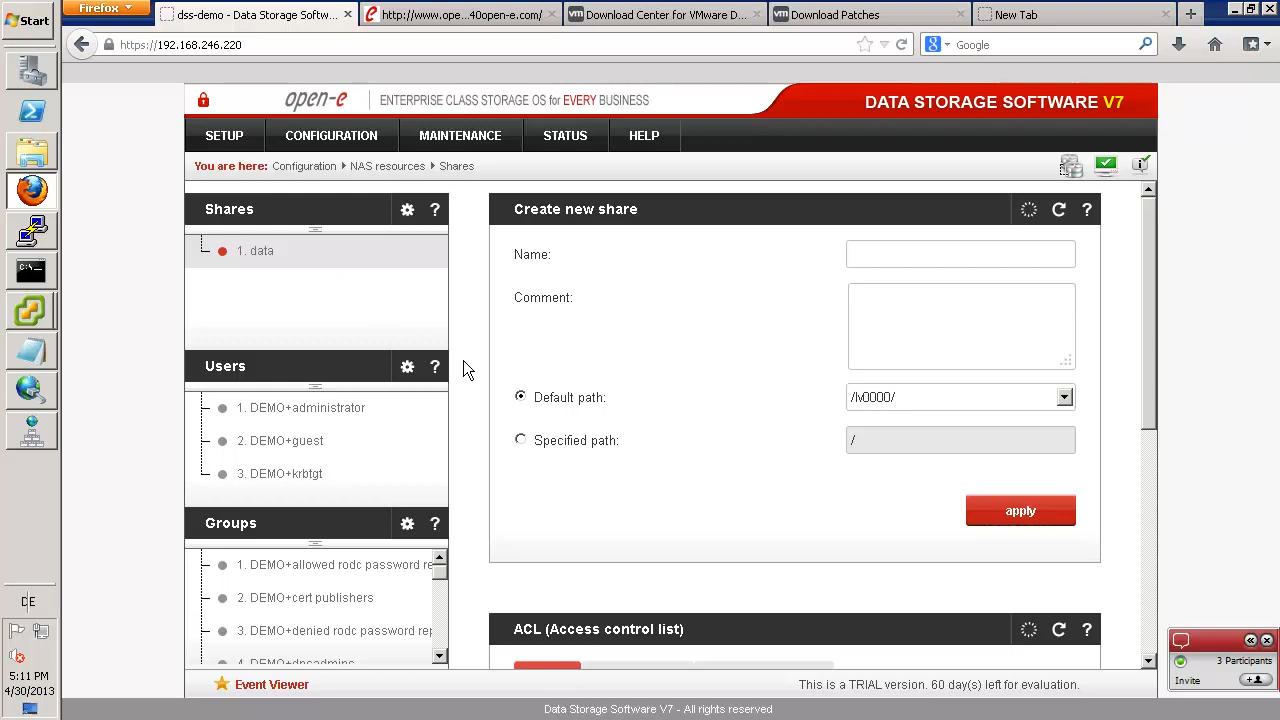 Start
Firefox
dss-demo - Data Storage Softw...
http://www.ope...40open-e.com/
Download Center for VMware D...
Download Patches
New Tab
https://192.168.246.220
Google
open-e
ENTERPRISE CLASS STORAGE OS for EVERY BUSINESS
DATA STORAGE SOFTWARE V7
SETUP
CONFIGURATION
MAINTENANCE
STATUS
HELP
You are here: Configuration NAS resources Shares
Shares
1. data
Users
1. DEMO+administrator
2. DEMO+guest
3. DEMO+krbtgt
Groups
1. DEMO+allowed rodc password re
2. DEMO+cert publishers
3. DEMO+denied rodc password rep
4. DEMO+dnsadmins
Create new share
Name:
Comment:
Default path:
/lv0000/
Specified path:
/
apply
ACL (Access control list)
Event Viewer
This is a TRIAL version. 60 day(s) left for evaluation.
Data Storage Software V7 - All rights reserved
DE
5:11 PM
4/30/2013
3 Participants
Invite